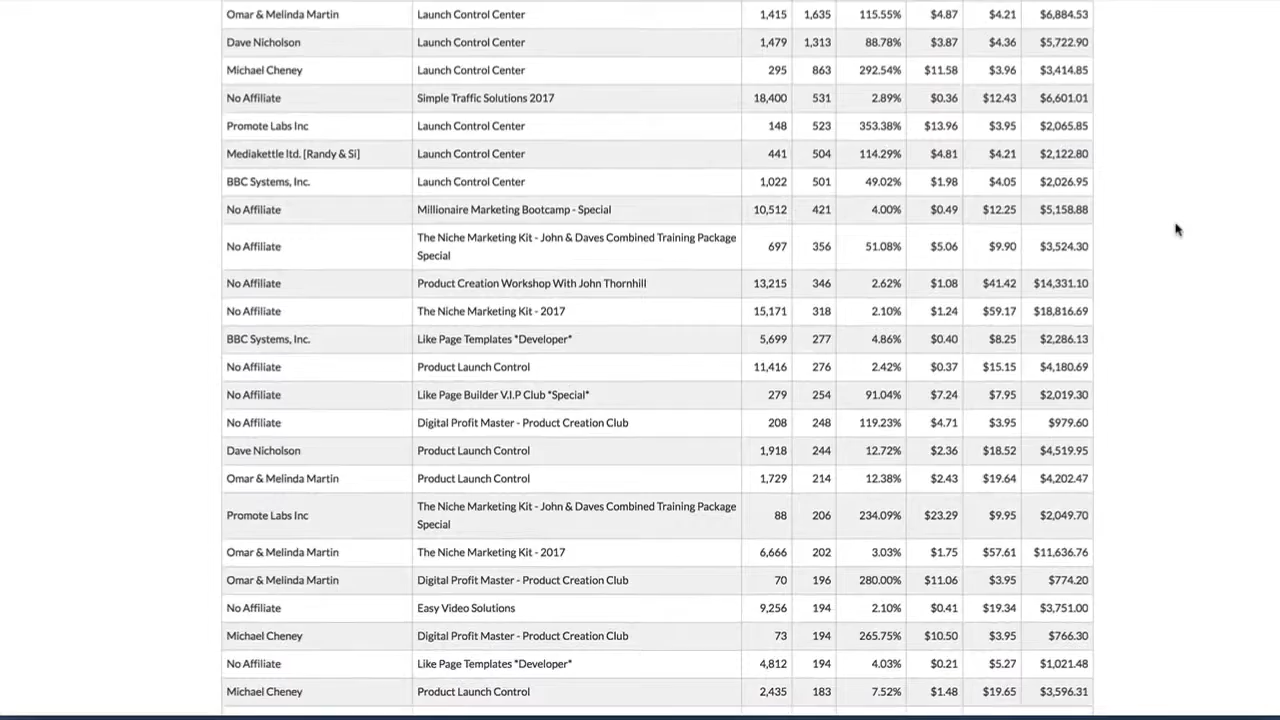 Omar & Melinda Martin Launch Control Center 1,415 1,635 115.55% $4.87 $4.21 $6,884.53
Dave Nicholson Launch Control Center 1,479 1,313 88.78% $3.87 $4.36 $5,722.90
Michael Cheney Launch Control Center 295 863 292.54% $11.58 $3.96 $3,414.85
No Affiliate Simple Traffic Solutions 2017 18,400 531 2.89% $0.36 $12.43 $6,601.01
Promote Labs Inc Launch Control Center 148 523 353.38% $13.96 $3.95 $2,065.85
Mediakettle ltd. [Randy & Si] Launch Control Center 441 504 114.29% $4.81 $4.21 $2,122.80
BBC Systems, Inc. Launch Control Center 1,022 501 49.02% $1.98 $4.05 $2,026.95
No Affiliate Millionaire Marketing Bootcamp - Special 10,512 421 4.00% $0.49 $12.25 $5,158.88
No Affiliate The Niche Marketing Kit - John & Daves Combined Training Package 697 356 51.08% $5.06 $9.90 $3,524.30
Special
No Affiliate Product Creation Workshop With John Thornhill 13,215 346 2.62% $1.08 $41.42 $14,331.10
No Affiliate The Niche Marketing Kit - 2017 15,171 318 2.10% $1.24 $59.17 $18,816.69
BBC Systems, Inc. Like Page Templates *Developer* 5,699 277 4.86% $0.40 $8.25 $2,286.13
No Affiliate Product Launch Control 11,416 276 2.42% $0.37 $15.15 $4,180.69
No Affiliate Like Page Builder V.I.P Club *Special* 279 254 91.04% $7.24 $7.95 $2,019.30
No Affiliate Digital Profit Master - Product Creation Club 208 248 119.23% $4.71 $3.95 $979.60
Dave Nicholson Product Launch Control 1,918 244 12.72% $2.36 $18.52 $4,519.95
Omar & Melinda Martin Product Launch Control 1,729 214 12.38% $2.43 $19.64 $4,202.47
Promote Labs Inc The Niche Marketing Kit - John & Daves Combined Training Package 88 206 234.09% $23.29 $9.95 $2,049.70
Special
Omar & Melinda Martin The Niche Marketing Kit - 2017 6,666 202 3.03% $1.75 $57.61 $11,636.76
Omar & Melinda Martin Digital Profit Master - Product Creation Club 70 196 280.00% $11.06 $3.95 $774.20
No Affiliate Easy Video Solutions 9,256 194 2.10% $0.41 $19.34 $3,751.00
Michael Cheney Digital Profit Master - Product Creation Club 73 194 265.75% $10.50 $3.95 $766.30
No Affiliate Like Page Templates *Developer* 4,812 194 4.03% $0.21 $5.27 $1,021.48
Michael Cheney Product Launch Control 2,435 183 7.52% $1.48 $19.65 $3,596.31